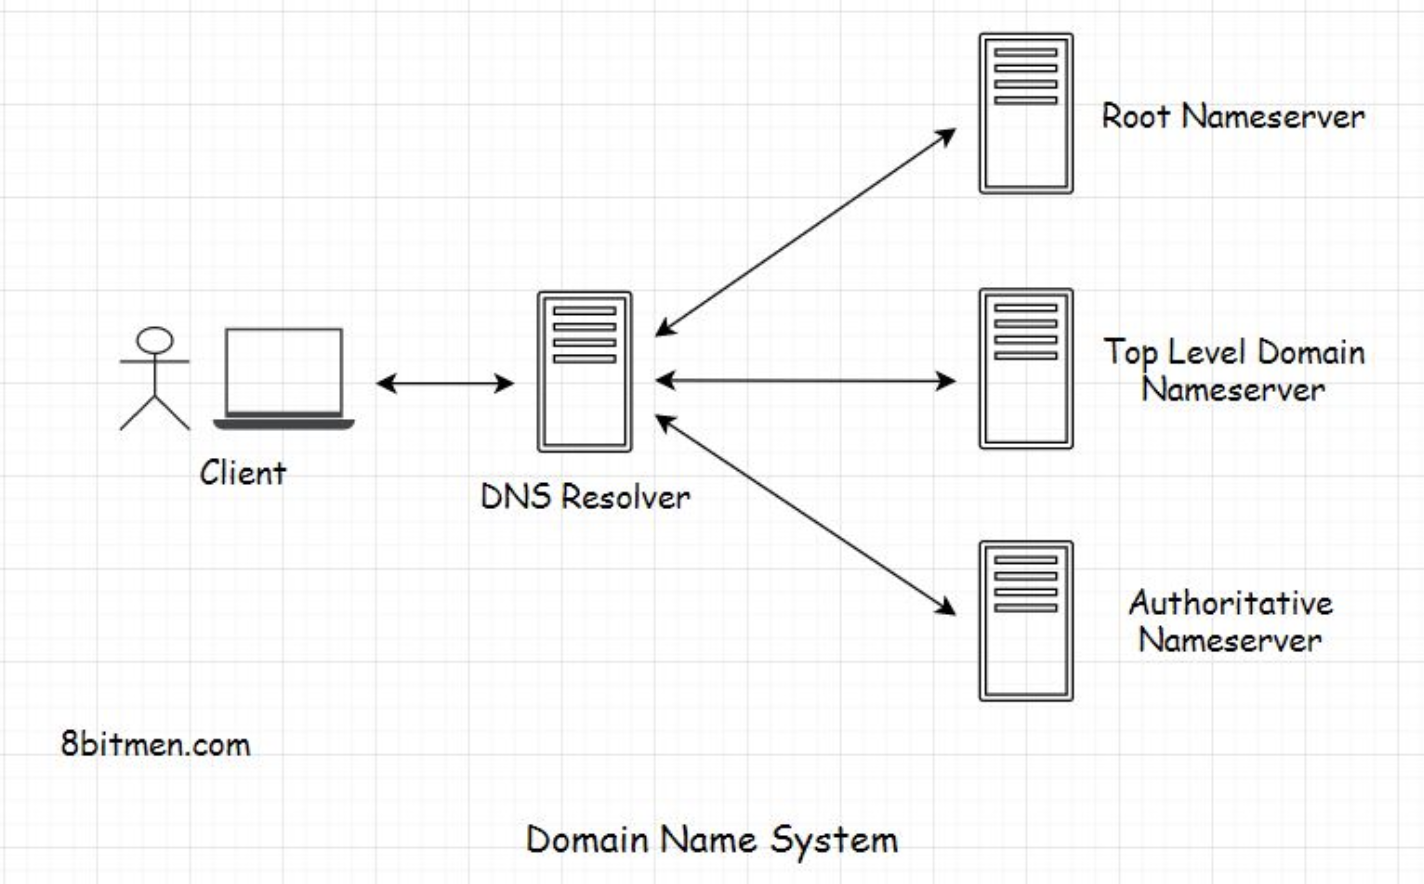 Root Nameserver
Top Level Domain
Nameserver
Client
DNS Resolver
Authoritative
Nameserver
8bitmen.com
Domain Name System